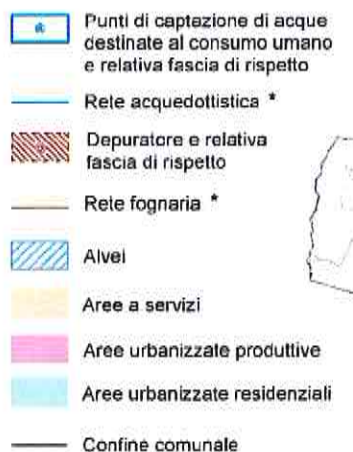 Punti di captazione di acque
destinate al consumo umano
e relativa fascia di rispetto
Rete acquedottistica *
Depuratore e relativa
fascia di rispetto
Rete fognaria *
Alvei
Aree a servizi
Aree urbanizzate produttive
Aree urbanizzate residenziali
Confine comunale